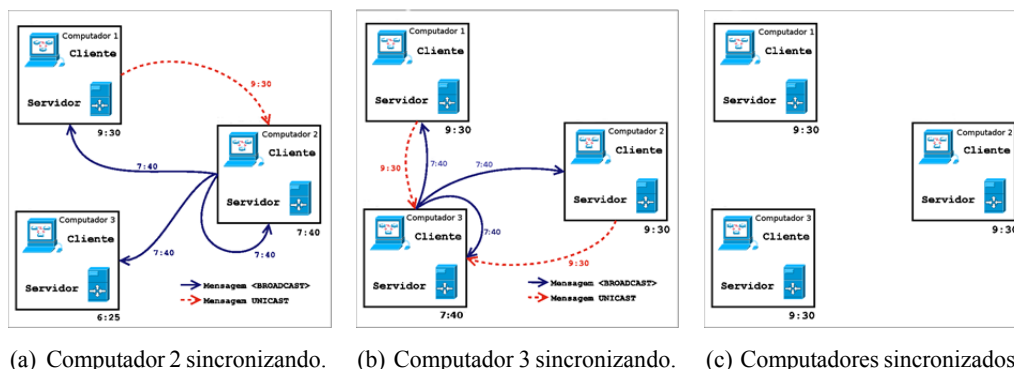 Computador 1
Cliente
Servidor
9:30
9:30
Computador 2
Cliente
Servidor
7:40
7:40
Computador 3
Cliente
Servidor
6:25
7:40
7:40
Mensagem <BROADCAST>
Mensagem UNICAST
(a) Computador 2 sincronizando.
Computador 1
Cliente
Servidor
9:30
9:30
7:40
7:40
Computador 2
Cliente
Servidor
9:30
Computador 3
Cliente
7:40
Servidor
7:40
9:30
Mensagem <BROADCAST>
Mensagem UNICAST
(b) Computador 3 sincronizando.
Computador 1
Cliente
Servidor
9:30
Computador 2
Cliente
Servidor
9:30
Computador 3
Cliente
Servidor
9:30
(c) Computadores sincronizados